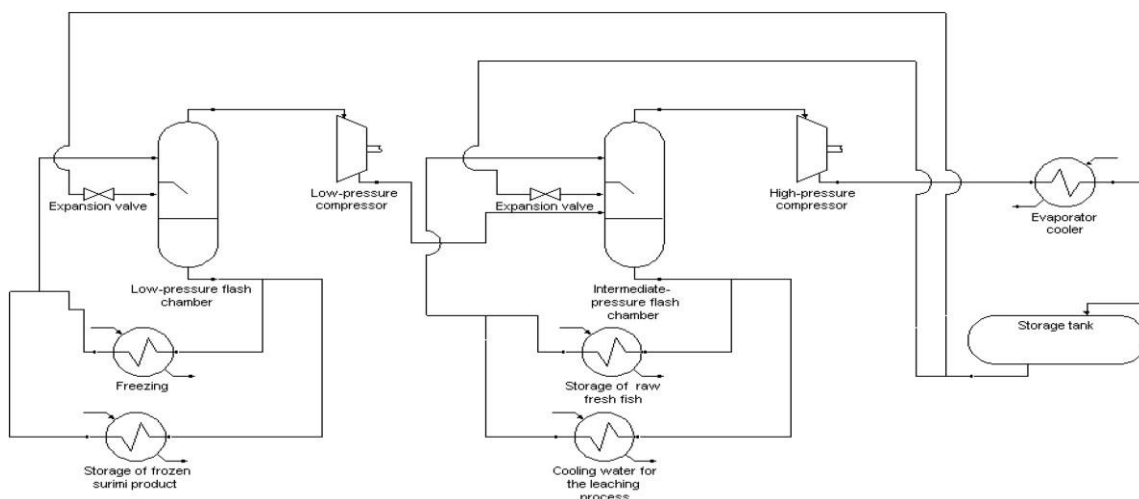 Expansion valve
Low-pressure
compressor
Expansion valve
High-pressure
compressor
Evaporator
cooler
Low-pressure flash
chamber
Intermediate-
pressure flash
chamber
Storage tank
Freezing
Storage of raw
fresh fish
Storage of frozen
surimi product
Cooling water for
the leaching
process